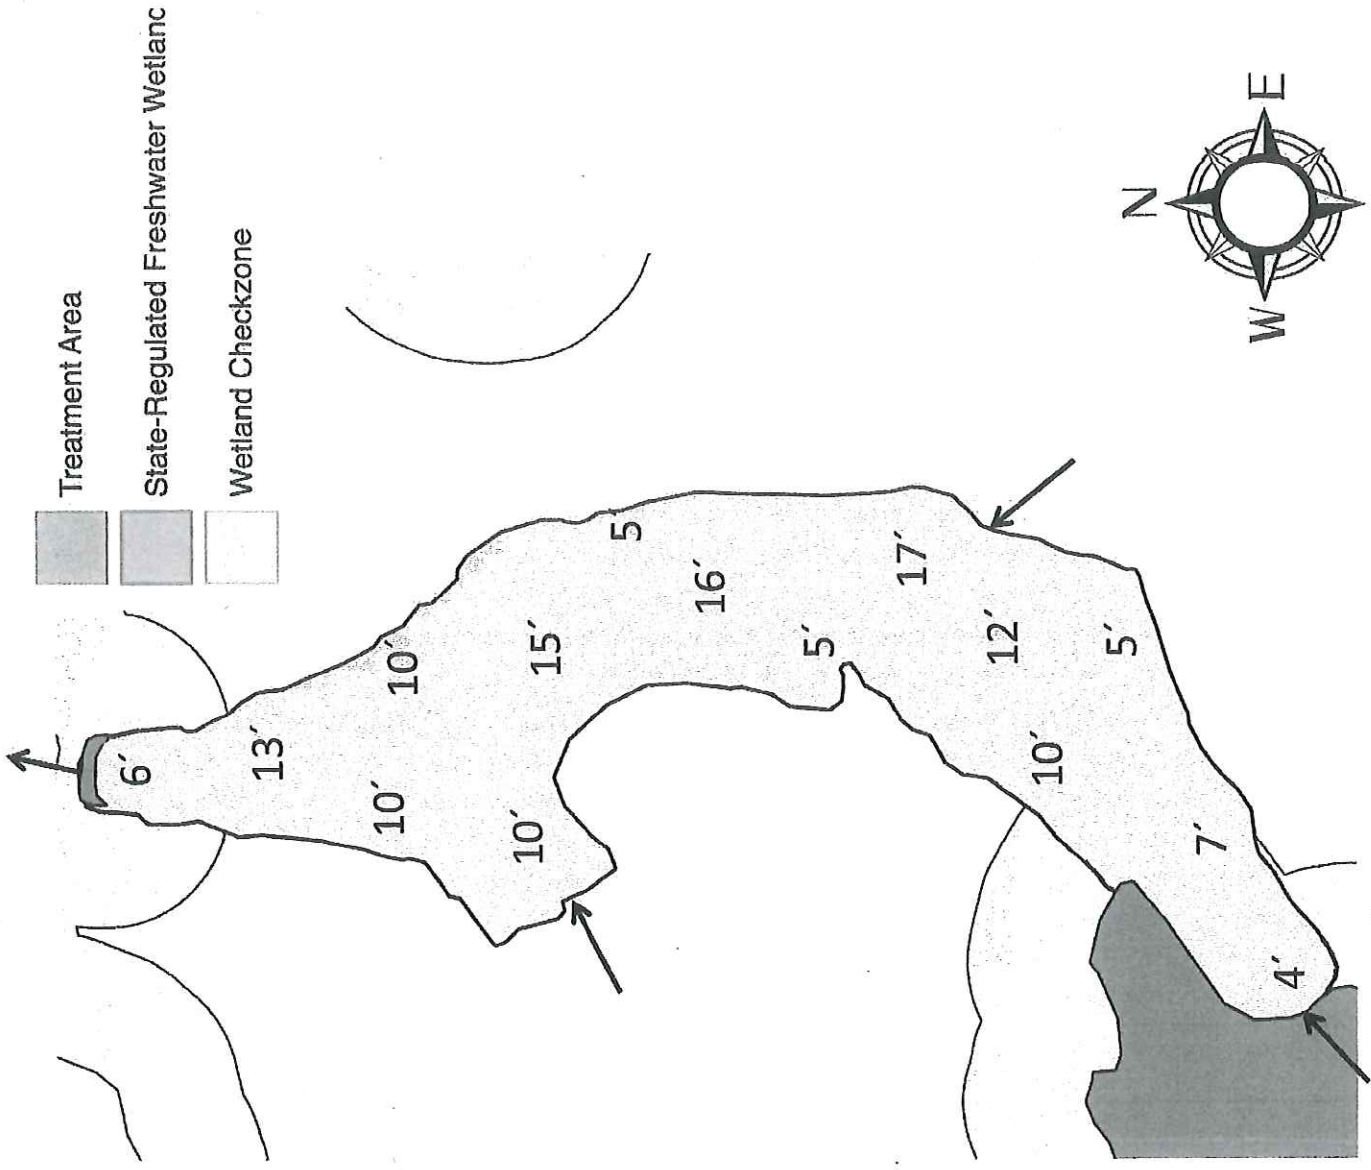 Treatment Area
State-Regulated Freshwater Wetlanc
Wetland Checkzone
6´
13´
10´ 10´
10´ 15´
5´
16´
5´
17´
12´
10´
5´
7´
4´
N
W E